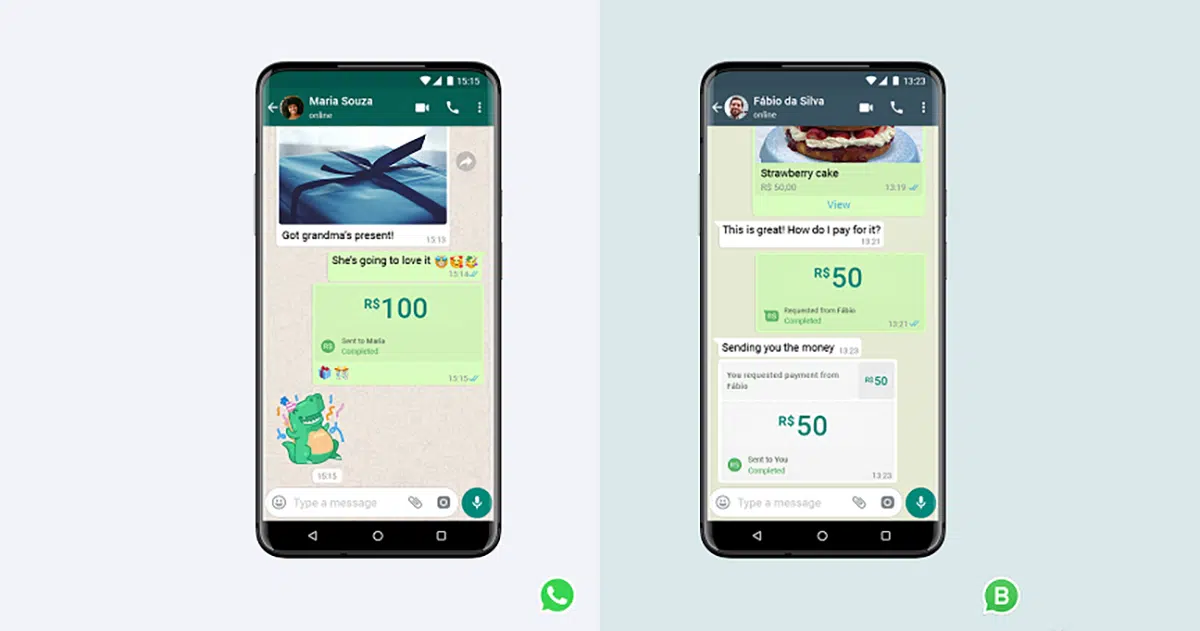 15:15
Maria Souza
online
Got grandma's present!
15:13
She's going to love it
15:14
R$100
R$
Sent to Maria
Completed
15:15
15:15
Type a message
13:23
Fábio da Silva
online
Strawberry cake
R$ 50,00
13:19
View
This is great! How do I pay for it?
13:21
R$50
R$
Requested from Fábio
Completed
13:21
Sending you the money
13:23
You requested payment from
Fábio
R$50
R$50
R$
Sent to You
Completed
13:23
Type a message
B